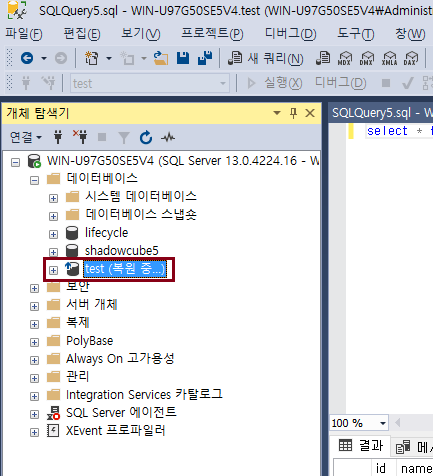 SQLQuery5.sql - WIN-U97G50SE5V4.test (WIN-U97G50SE5V4₩Administr
파일(F) 편집(E) 보기(V) 프로젝트(P) 디버그(D) 도구(T) 창(W)
새 쿼리(N) MDX DMX XMLA DAX
test 실행(X) 디버그(D)
개체 탐색기
SQLQuery5.sql - WI
연결
select * f
WIN-U97G50SE5V4 (SQL Server 13.0.4224.16 - W
데이터베이스
시스템 데이터베이스
데이터베이스 스냅숏
lifecycle
shadowcube5
test (복원 중...)
보안
서버 개체
복제
PolyBase
Always On 고가용성
관리
Integration Services 카탈로그
SQL Server 에이전트
XEvent 프로파일러
100 %
결과 메
id name